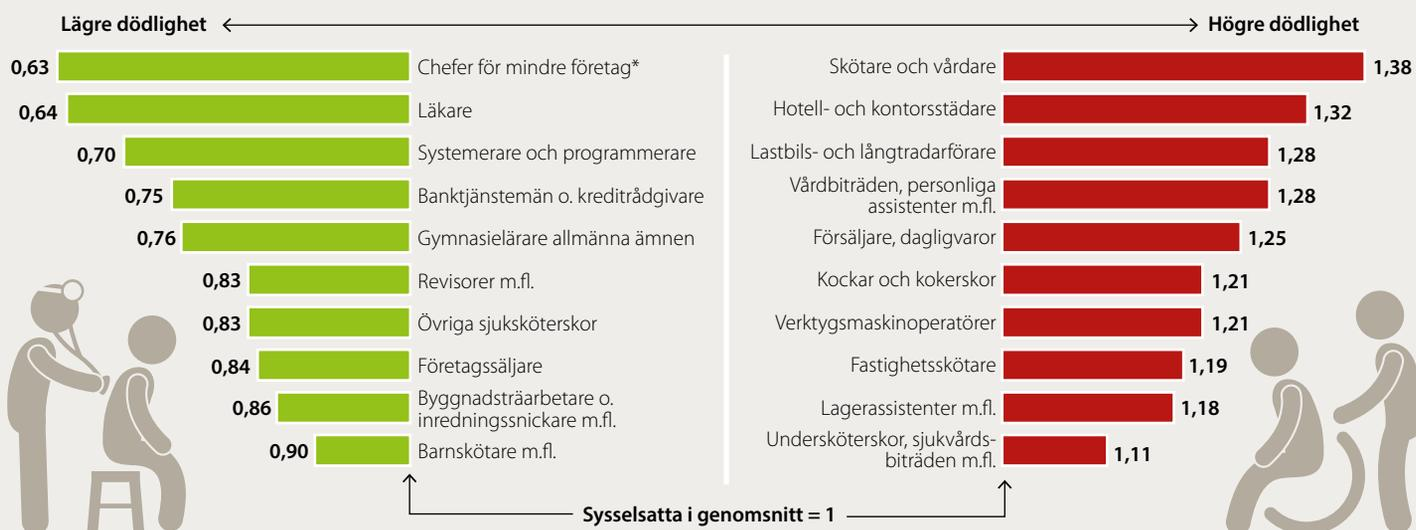 Lägre dödlighet
Högre dödlighet
0,63 Chefer för mindre företag*
0,64 Läkare
0,70 Systemerare och programmerare
0,75 Banktjänstemän o. kreditrådgivare
0,76 Gymnasielärare allmänna ämnen
0,83 Revisorer m.fl.
0,83 Övriga sjuksköterskor
0,84 Företagssäljare
0,86 Byggnadsträarbetare o.
inredningssnickare m.fl.
0,90 Barnskötare m.fl.
Skötare och vårdare 1,38
Hotell- och kontorsstädare 1,32
Lastbils- och långtradarförare 1,28
Vårdbiträden, personliga
assistenter m.fl. 1,28
Försäljare, dagligvaror 1,25
Kockar och kokerskor 1,21
Verktygsmaskinoperatörer 1,21
Fastighetsskötare 1,19
Lagerassistenter m.fl. 1,18
Undersköterskor, sjukvårds-
biträden m.fl. 1,11
Sysselsatta i genomsnitt = 1